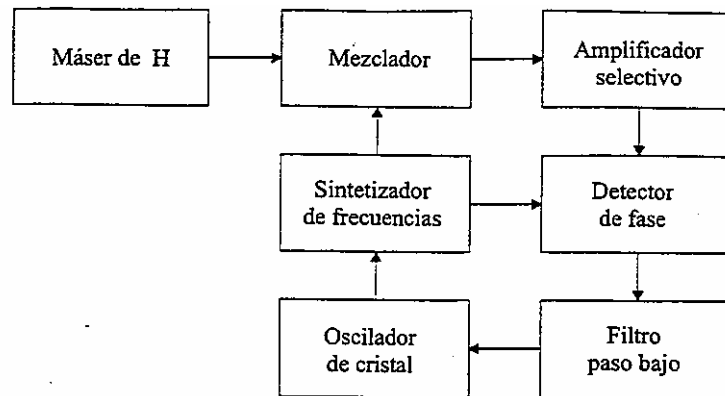 Máser de H
Mezclador
Amplificador
selectivo
Sintetizador
de frecuencias
Detector
de fase
Oscilador
de cristal
Filtro
paso bajo